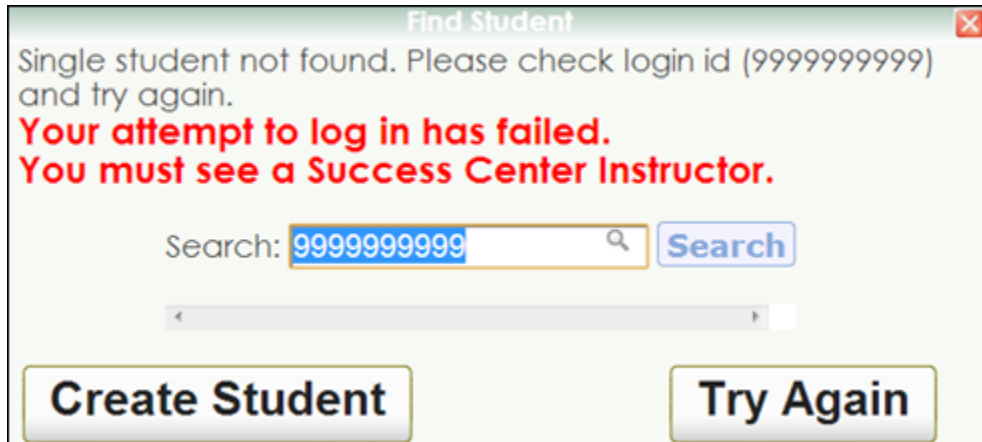 Find Student
Single student not found. Please check login id (9999999999)
and try again.
Your attempt to log in has failed.
You must see a Success Center Instructor.
Search: 9999999999 Search
Create Student Try Again